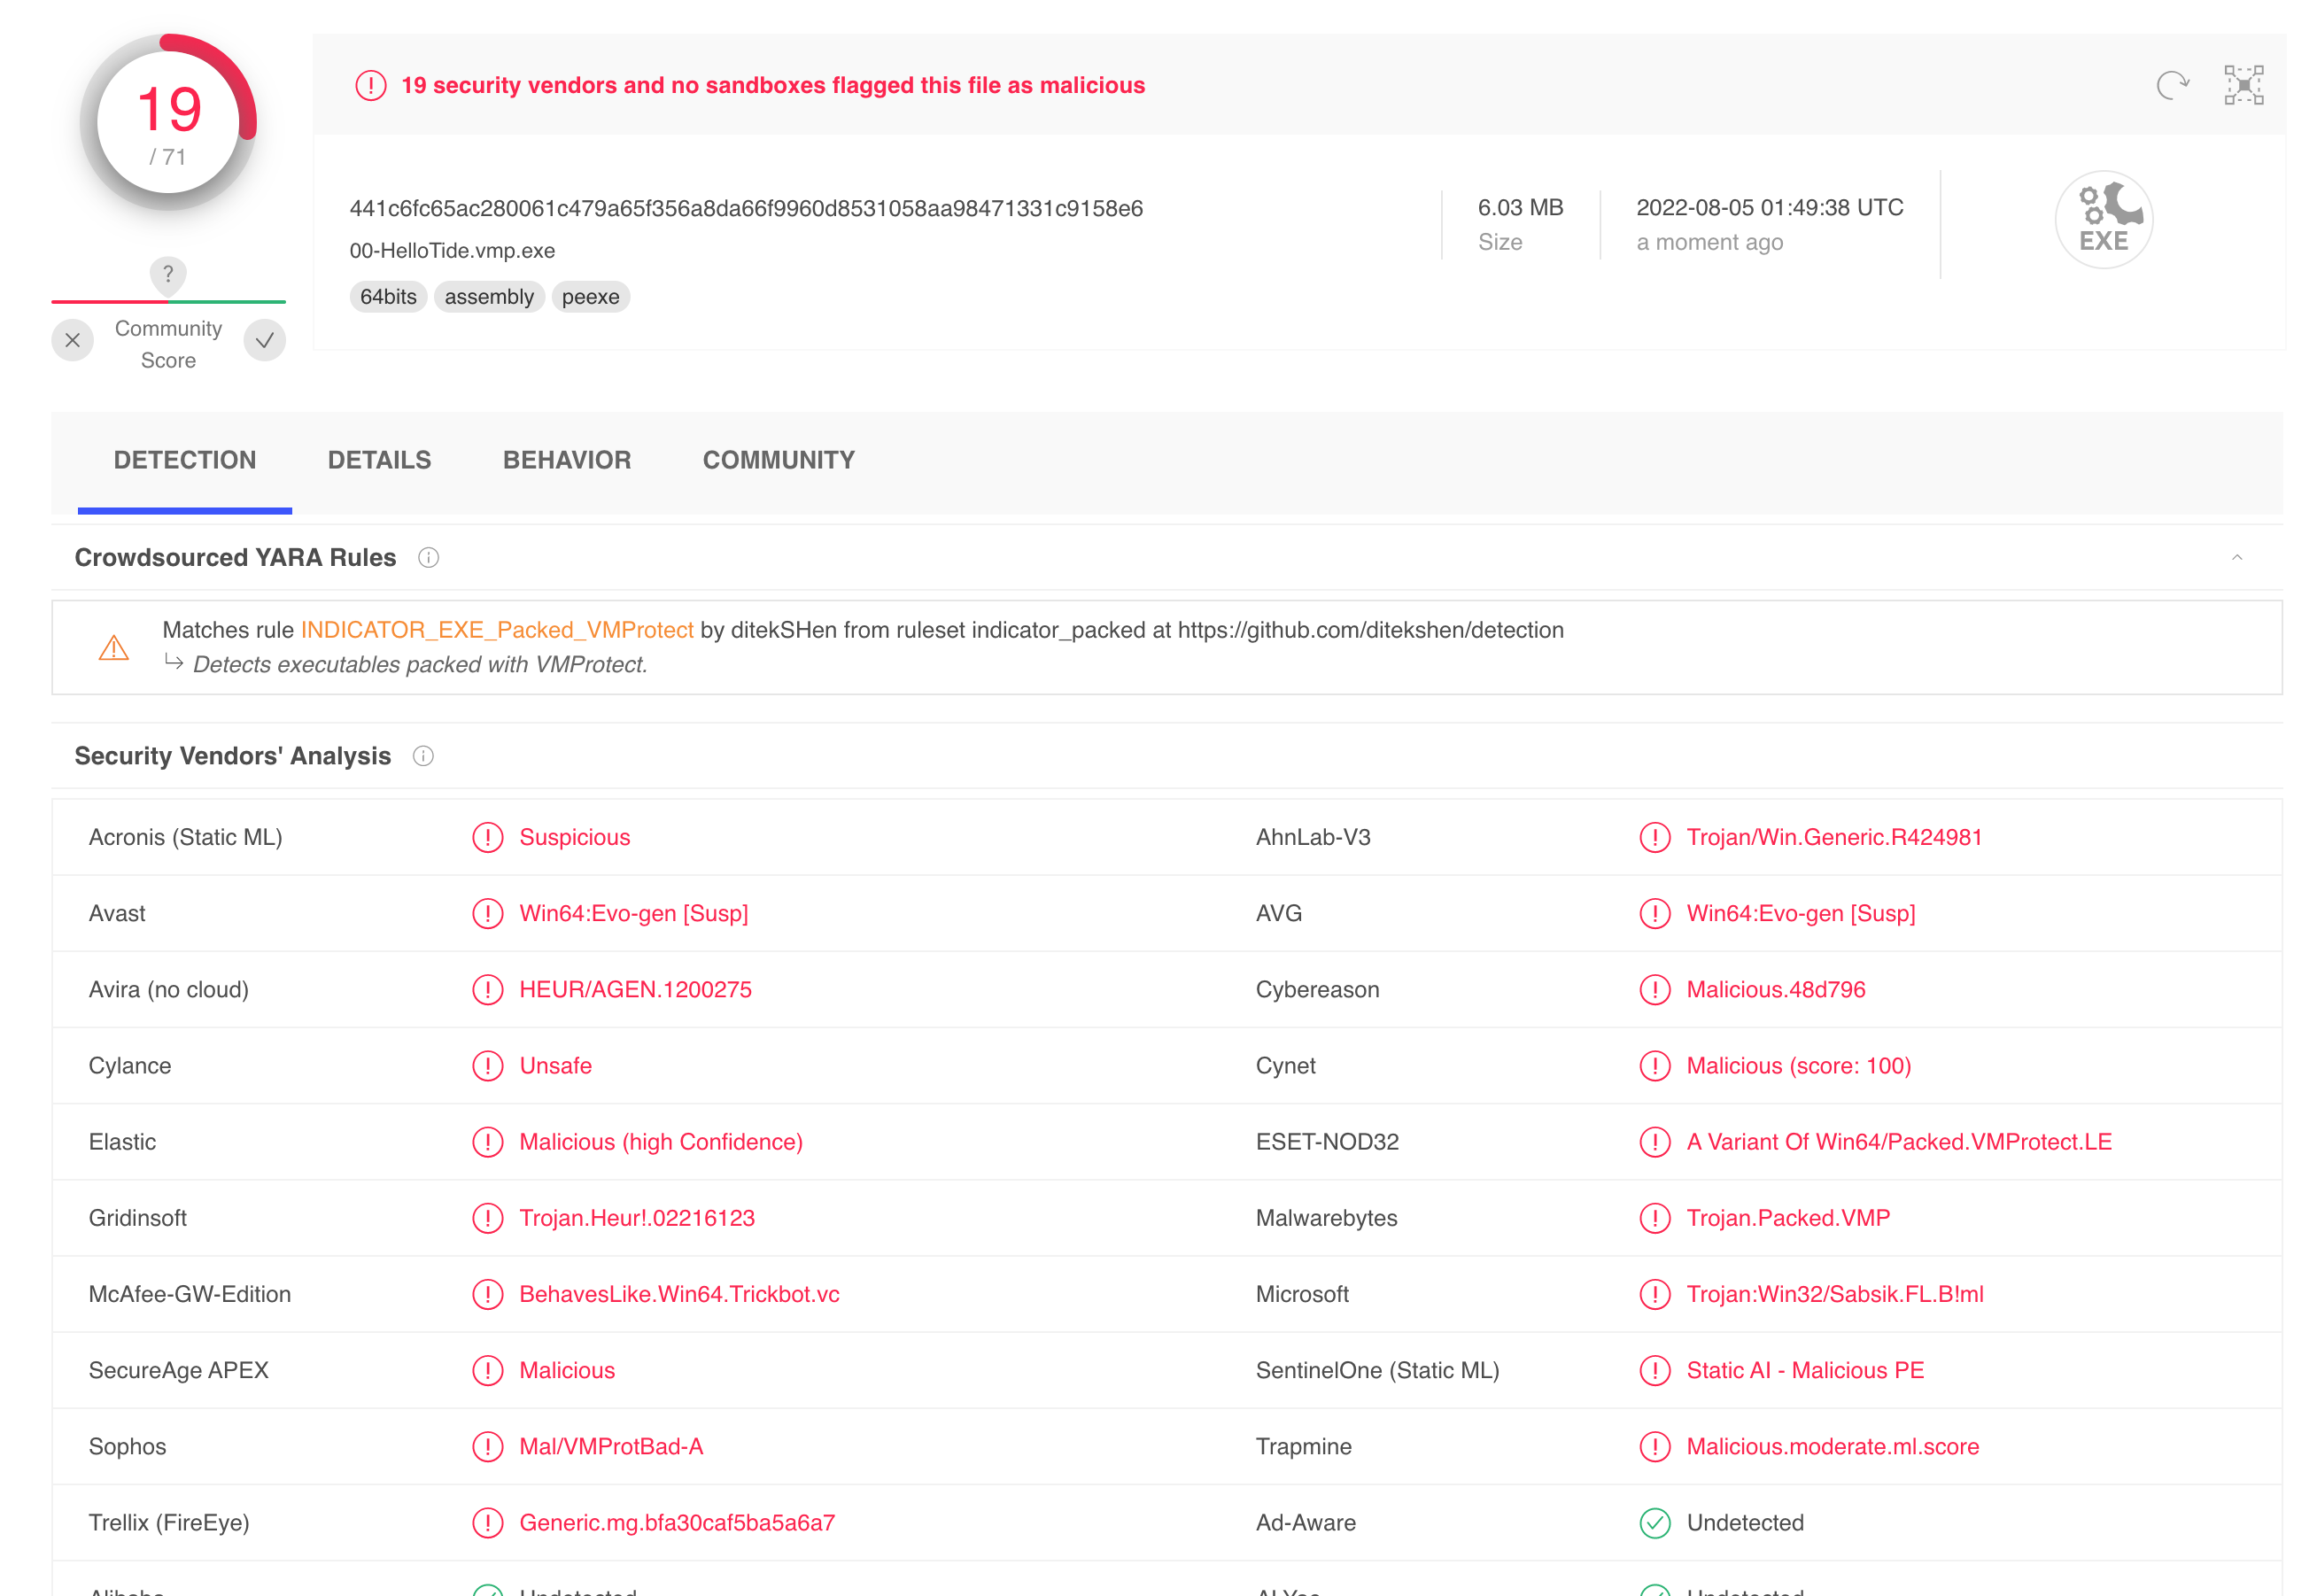 19
/ 71
?
Community
Score
19 security vendors and no sandboxes flagged this file as malicious
441c6fc65ac280061c479a65f356a8da66f9960d8531058aa98471331c9158e6
00-HelloTide.vmp.exe
64bits assembly peexe
6.03 MB
Size
2022-08-05 01:49:38 UTC
a moment ago
EXE
DETECTION DETAILS BEHAVIOR COMMUNITY
Crowdsourced YARA Rules
Matches rule INDICATOR_EXE_Packed_VMProtect by ditekSHen from ruleset indicator_packed at https://github.com/ditekshen/detection
Detects executables packed with VMProtect.
Security Vendors' Analysis
Acronis (Static ML) Suspicious AhnLab-V3 Trojan/Win.Generic.R424981
Avast Win64:Evo-gen [Susp] AVG Win64:Evo-gen [Susp]
Avira (no cloud) HEUR/AGEN.1200275 Cybereason Malicious.48d796
Cylance Unsafe Cynet Malicious (score: 100)
Elastic Malicious (high Confidence) ESET-NOD32 A Variant Of Win64/Packed.VMProtect.LE
Gridinsoft Trojan.Heur!.02216123 Malwarebytes Trojan.Packed.VMP
McAfee-GW-Edition BehavesLike.Win64.Trickbot.vc Microsoft Trojan:Win32/Sabsik.FL.B!ml
SecureAge APEX Malicious SentinelOne (Static ML) Static AI - Malicious PE
Sophos Mal/VMProtBad-A Trapmine Malicious.moderate.ml.score
Trellix (FireEye) Generic.mg.bfa30caf5ba5a6a7 Ad-Aware Undetected